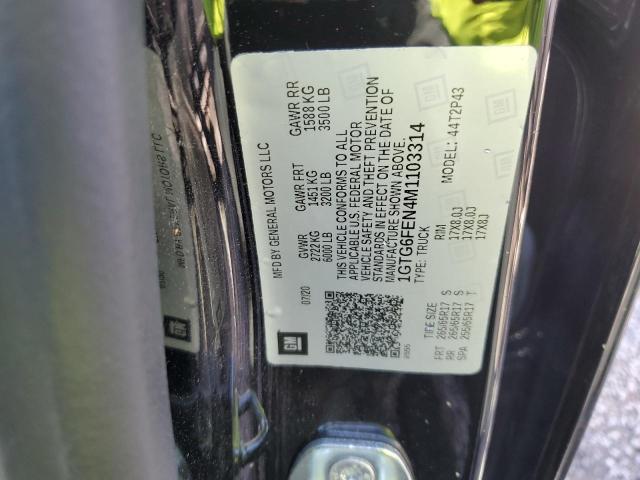 MFD BY GENERAL MOTORS LLC
07/20
GVWR
2722KG
6000 LB
GAWR FRT
1451 KG
3200 LB
GAWR RR
1588 KG
3500 LB
THIS VEHICLE CONFORMS TO ALL
APPLICABLE U.S. FEDERAL MOTOR
VEHICLE SAFETY AND THEFT PREVENTION
STANDARDS IN EFFECT ON THE DATE OF
MANUFACTURE SHOWN ABOVE.
1GTG6FEN4M1103314
TYPE: TRUCK
MODEL: 44T2P43
TIRE SIZE
RIM
FRT 265/65R17 S 17X8.0J
RR 265/65R17 S 17X8.0J
SPA 255/65R17 T 17X8J
GM